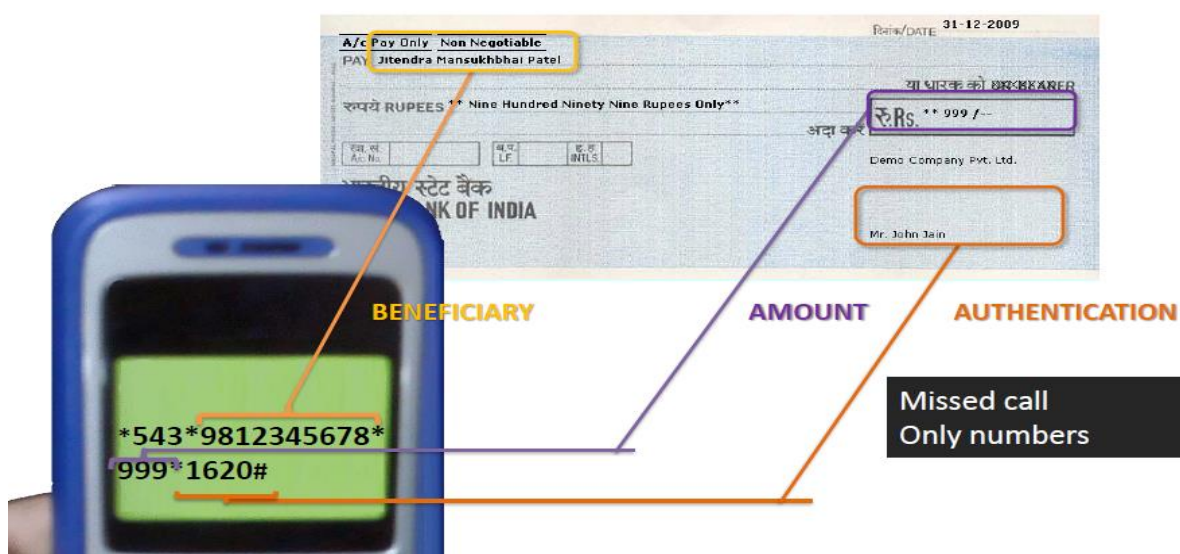 दिनांक/DATE 31-12-2009
A/c Pay Only Non Negotiable
PAY Jitendra Mansukhbhai Patel
या धारक को OR BEARER
रुपये RUPEES ** Nine Hundred Ninety Nine Rupees Only**
अदा करें रु.Rs. ** 999 /--
A/c No. L.F. INTLS.
Demo Company Pvt. Ltd.
भारतीय स्टेट बैंक
NK OF INDIA
Mr. John Jain
BENEFICIARY AMOUNT AUTHENTICATION
*543*9812345678*
999*1620#
Missed call
Only numbers